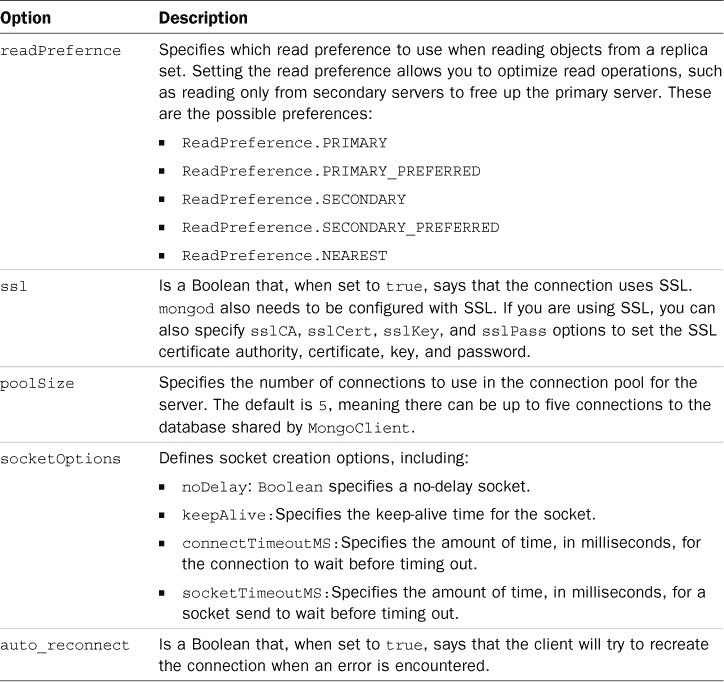 Option Description
readPrefernce Specifies which read preference to use when reading objects from a replica
set. Setting the read preference allows you to optimize read operations, such
as reading only from secondary servers to free up the primary server. These
are the possible preferences:
■ ReadPreference.PRIMARY
■ ReadPreference.PRIMARY_PREFERRED
■ ReadPreference.SECONDARY
■ ReadPreference.SECONDARY_PREFERRED
■ ReadPreference.NEAREST
ssl Is a Boolean that, when set to true, says that the connection uses SSL.
mongod also needs to be configured with SSL. If you are using SSL, you can
also specify sslCA, sslCert, sslKey, and sslPass options to set the SSL
certificate authority, certificate, key, and password.
poolSize Specifies the number of connections to use in the connection pool for the
server. The default is 5, meaning there can be up to five connections to the
database shared by MongoClient.
socketOptions Defines socket creation options, including:
■ noDelay: Boolean specifies a no-delay socket.
■ keepAlive:Specifies the keep-alive time for the socket.
■ connectTimeoutMS:Specifies the amount of time, in milliseconds, for
the connection to wait before timing out.
■ socketTimeoutMS:Specifies the amount of time, in milliseconds, for a
socket send to wait before timing out.
auto_reconnect Is a Boolean that, when set to true, says that the client will try to recreate
the connection when an error is encountered.